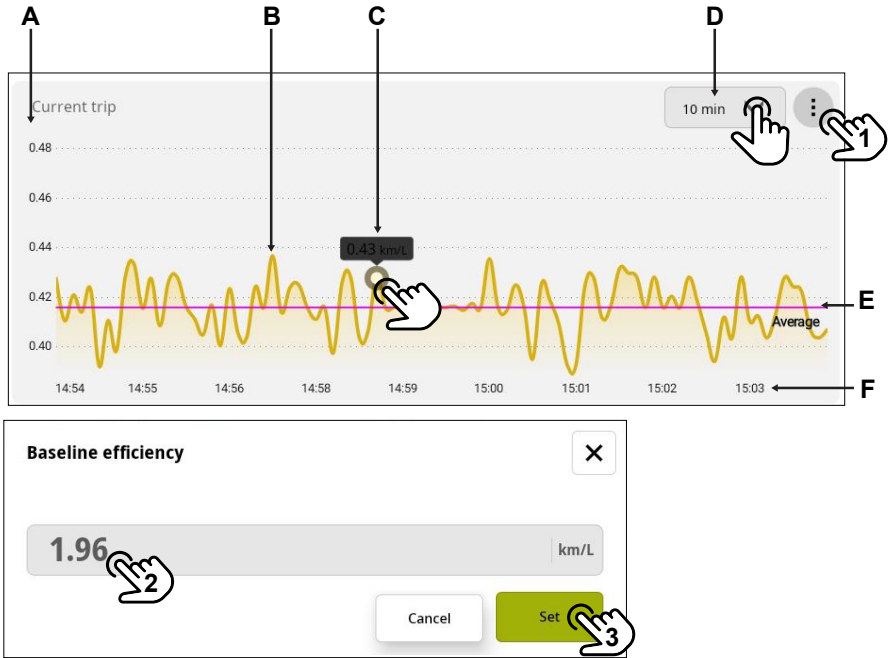 A B C D
Current trip 10 min 1
0.48
0.46
0.44
0.43 km/L
0.42
E
Average
0.40
14:54 14:55 14:56 14:58 14:59 15:00 15:01 15:02 15:03 F
Baseline efficiency
1.96 km/L
2
Cancel Set
3